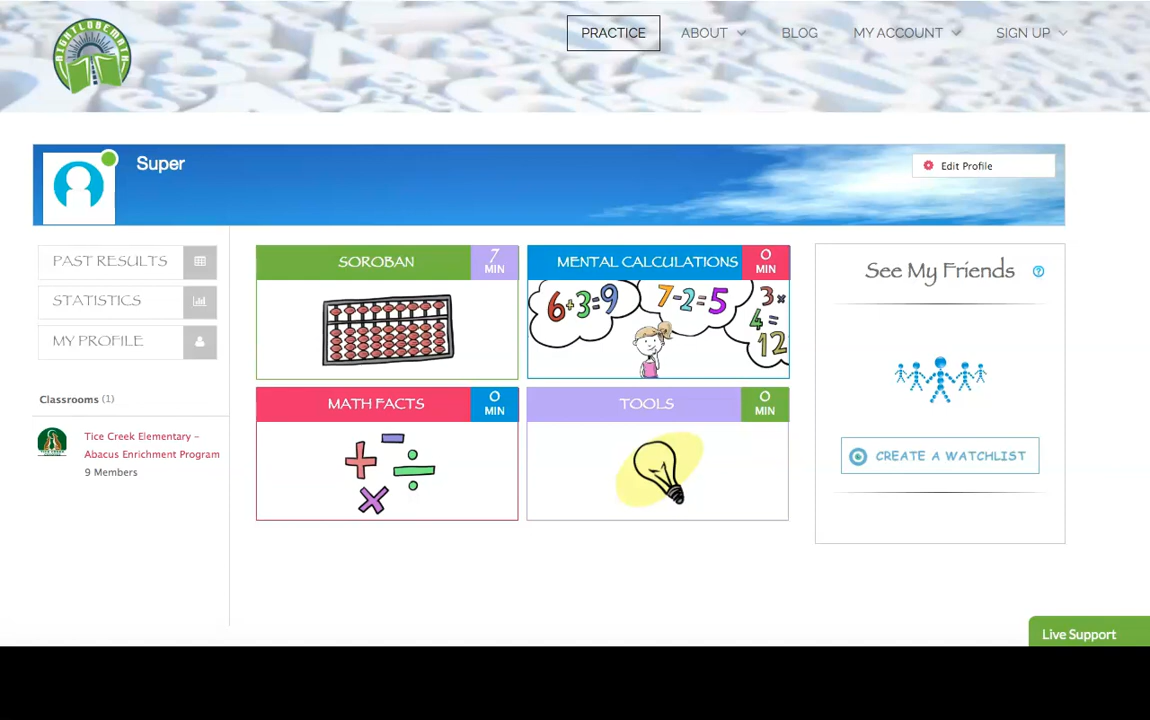 RIGHTLOBEMATH
PRACTICE
ABOUT
BLOG
MY ACCOUNT
SIGN UP
Super
Edit Profile
PAST RESULTS
STATISTICS
MY PROFILE
Classrooms (1)
Tice Creek Elementary –
Abacus Enrichment Program
9 Members
SOROBAN
7
MIN
MENTAL CALCULATIONS
0
MIN
6+3=9
7-2=5
3×
4=
12
MATH FACTS
0
MIN
TOOLS
0
MIN
See My Friends
?
CREATE A WATCHLIST
Live Support